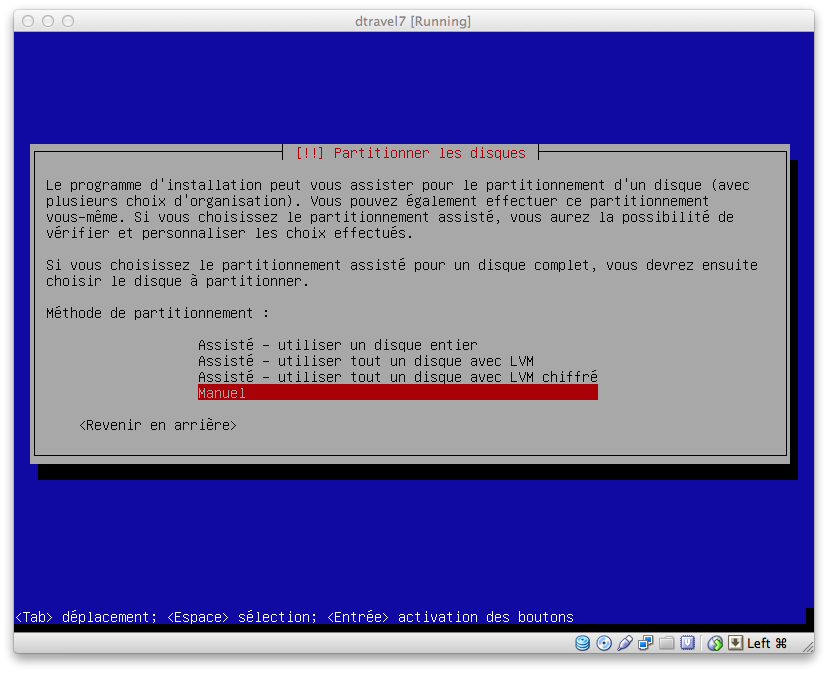 dtravel7 [Running]
[!!] Partitionner les disques
Le programme d'installation peut vous assister pour le partitionnement d'un disque (avec
plusieurs choix d'organisation). Vous pouvez également effectuer ce partitionnement
vous-même. Si vous choisissez le partitionnement assisté, vous aurez la possibilité de
vérifier et personnaliser les choix effectués.
Si vous choisissez le partitionnement assisté pour un disque complet, vous devrez ensuite
choisir le disque à partitionner.
Méthode de partitionnement :
Assisté - utiliser un disque entier
Assisté - utiliser tout un disque avec LVM
Assisté - utiliser tout un disque avec LVM chiffré
Manuel
<Revenir en arrière>
<Tab> déplacement; <Espace> sélection; <Entrée> activation des boutons
Left ⌘